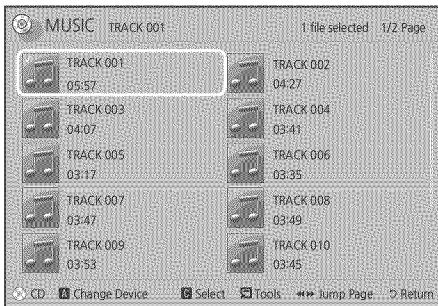 MUSIC TRACK 001 1 file selected 1/2 Page
TRACK 001 TRACK 002
05:57 04:27
TRACK 003 TRACK 004
04:07 03:41
TRACK 005 TRACK 006
03:17 03:35
TRACK 007 TRACK 008
03:47 03:49
TRACK 009 TRACK 010
03:53 03:45
CD A Change Device C Select Tools Jump Page Return